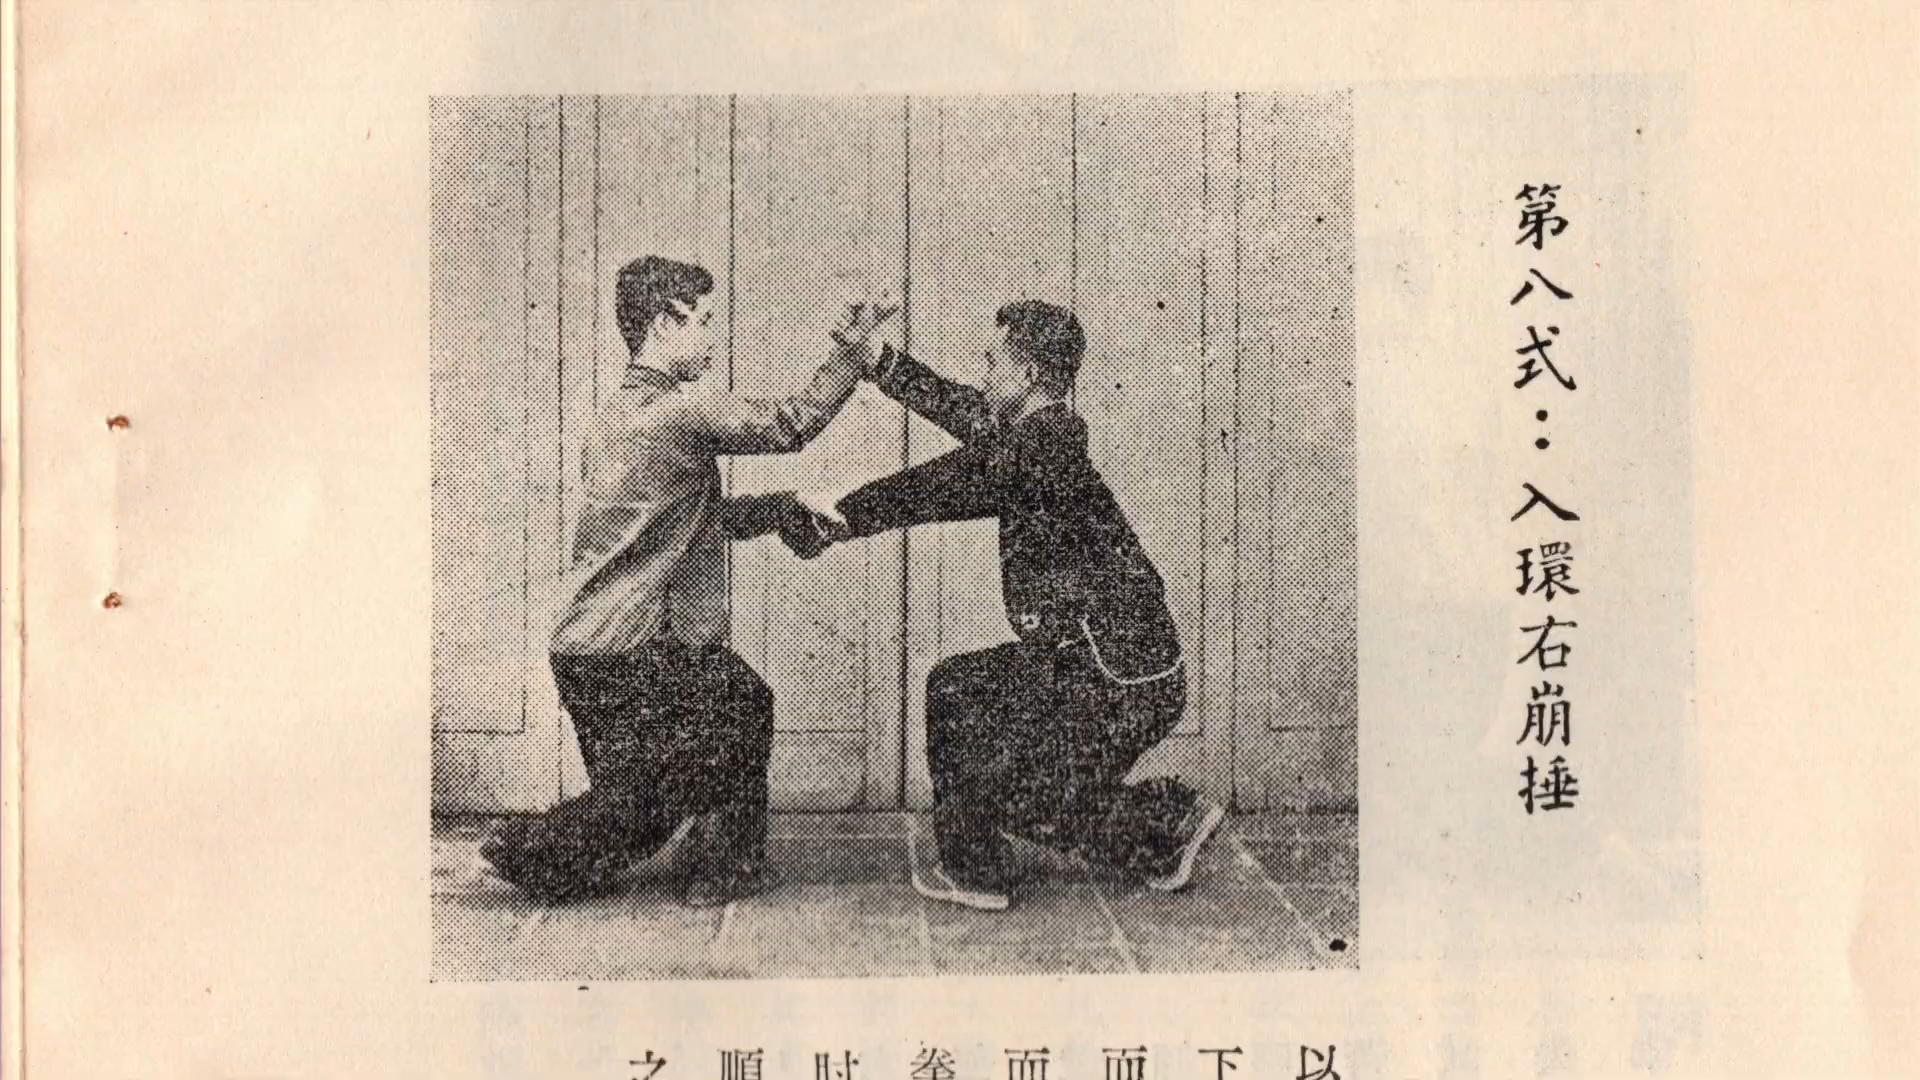 第八式：入環右崩捶
以
下
而
而
拳
时
順
之